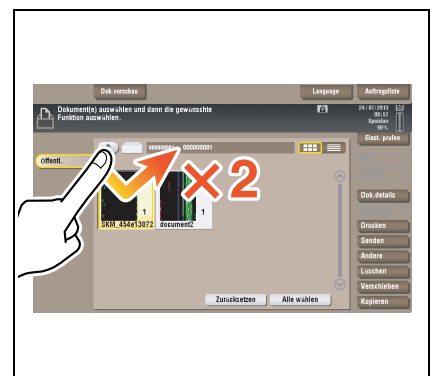 Dok.vorschau
Language
Auftragsliste
Dokument(e) auswählen und dann die gewünschte
Funktion auswählen.
24/07/2013
08:57
Speicher
99%
Einst. prüfen
öffentl.
000000001
×2
1
1
SKM_454e13072
document2
Dok.details
Drucken
Senden
Andere
Löschen
Verschieben
Kopieren
Zurücksetzen
Alle wählen